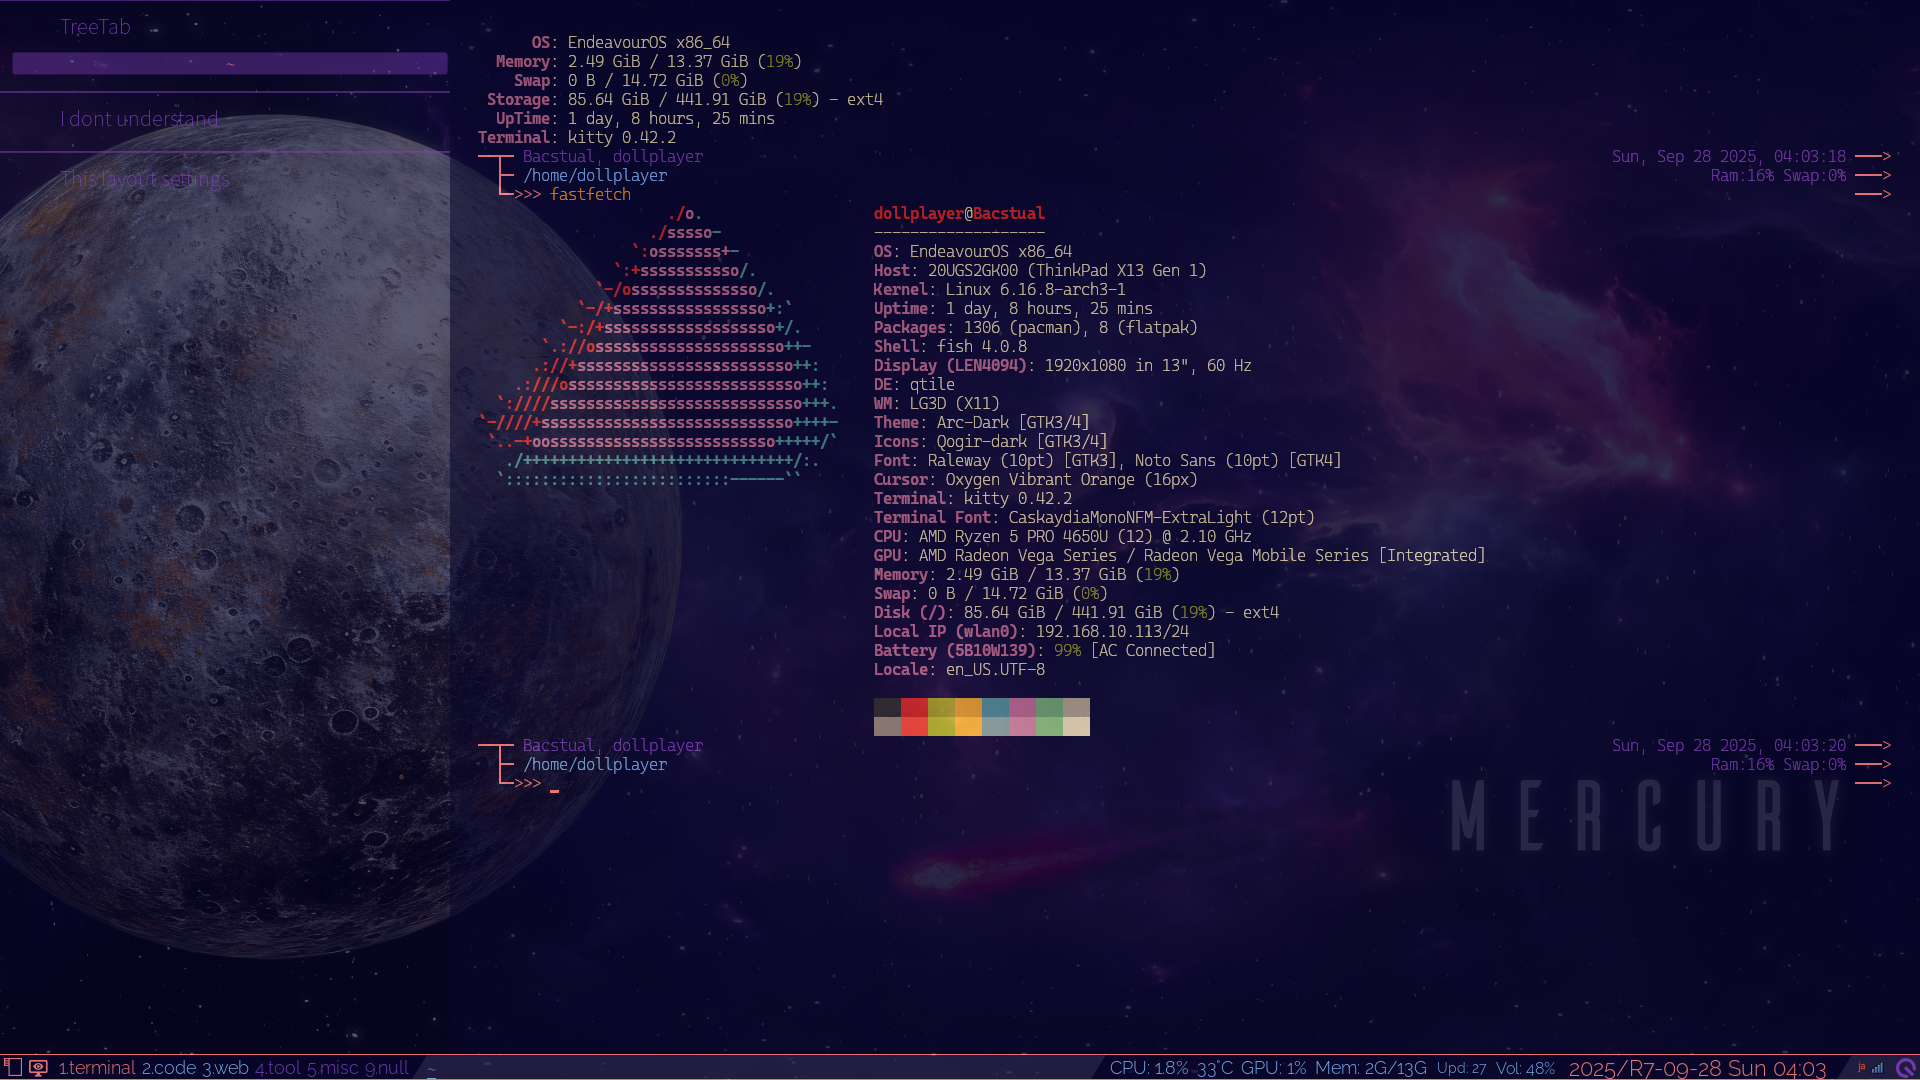 TreeTab
~
I dont understand
This layout settings
OS: EndeavourOS x86_64
Memory: 2.49 GiB / 13.37 GiB (19%)
Swap: 0 B / 14.72 GiB (0%)
Storage: 85.64 GiB / 441.91 GiB (19%) - ext4
UpTime: 1 day, 8 hours, 25 mins
Terminal: kitty 0.42.2
Bacstual, dollplayer Sun, Sep 28 2025, 04:03:18 ──>
/home/dollplayer Ram:16% Swap:0% ──>
>>> fastfetch ──>
./o.
./sssso-
`:osssssss+-
`:+sssssssssso/.
`-/ossssssssssssso/.
`-/+sssssssssssssssso+:`
`-:/+sssssssssssssssssso+/.
`.://osssssssssssssssssssso++-
.://+ssssssssssssssssssssssso++:
.:///ossssssssssssssssssssssssso++:
`:////ssssssssssssssssssssssssssso+++.
`-////+ssssssssssssssssssssssssssso++++-
`..-+oosssssssssssssssssssssssso+++++/`
./++++++++++++++++++++++++++++++/:.
`:::::::::::::::::::::::::------``
dollplayer@Bacstual
-------------------
OS: EndeavourOS x86_64
Host: 20UGS2GK00 (ThinkPad X13 Gen 1)
Kernel: Linux 6.16.8-arch3-1
Uptime: 1 day, 8 hours, 25 mins
Packages: 1306 (pacman), 8 (flatpak)
Shell: fish 4.0.8
Display (LEN4094): 1920x1080 in 13", 60 Hz
DE: qtile
WM: LG3D (X11)
Theme: Arc-Dark [GTK3/4]
Icons: Qogir-dark [GTK3/4]
Font: Raleway (10pt) [GTK3], Noto Sans (10pt) [GTK4]
Cursor: Oxygen Vibrant Orange (16px)
Terminal: kitty 0.42.2
Terminal Font: CaskaydiaMonoNFM-ExtraLight (12pt)
CPU: AMD Ryzen 5 PRO 4650U (12) @ 2.10 GHz
GPU: AMD Radeon Vega Series / Radeon Vega Mobile Series [Integrated]
Memory: 2.49 GiB / 13.37 GiB (19%)
Swap: 0 B / 14.72 GiB (0%)
Disk (/): 85.64 GiB / 441.91 GiB (19%) - ext4
Local IP (wlan0): 192.168.10.113/24
Battery (5B10W139): 99% [AC Connected]
Locale: en_US.UTF-8
Bacstual, dollplayer Sun, Sep 28 2025, 04:03:20 ──>
/home/dollplayer Ram:16% Swap:0% ──>
>>> _ ──>
MERCURY
1.terminal 2.code 3.web 4.tool 5.misc 9.null ~ CPU: 1.8% 33°C GPU: 1% Mem: 2G/13G Upd: 27 Vol: 48% 2025/R7-09-28 Sun 04:03 ja